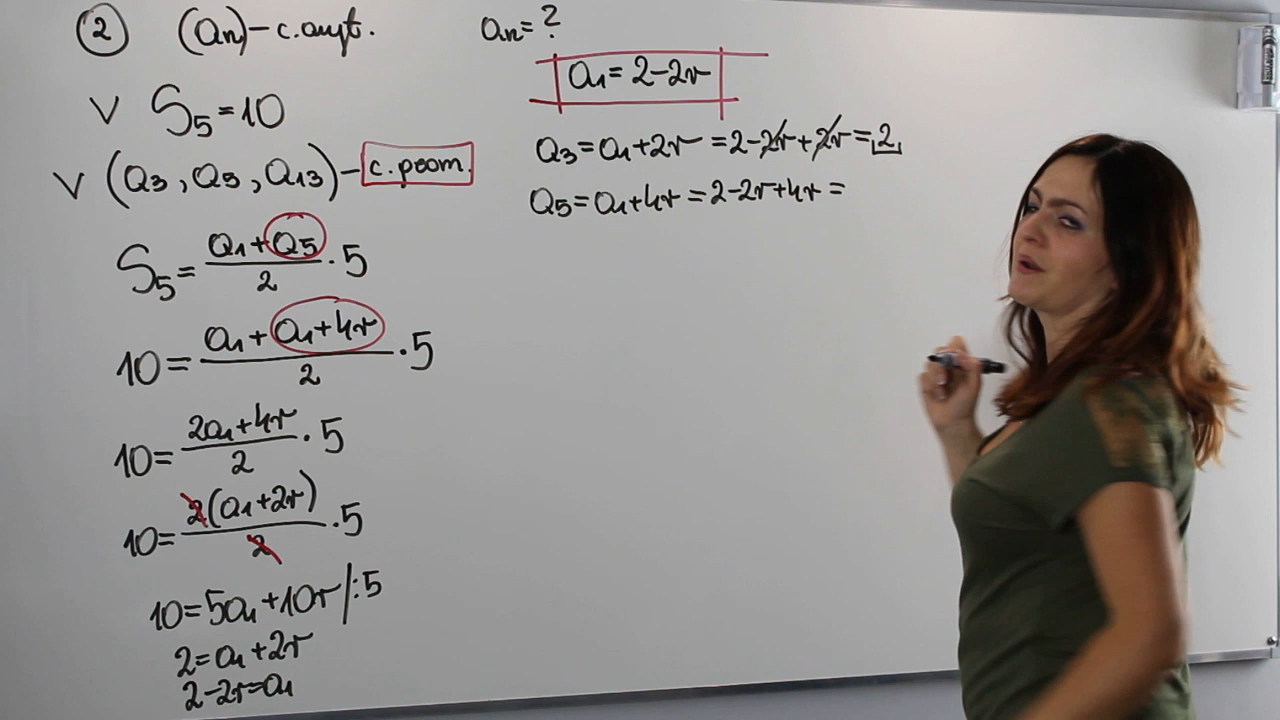 ② (an) – c. aryt.
S5 = 10
(a3, a5, a13) – c. geom.
S5 = (a1 + a5)/2 · 5
10 = (a1 + a1 + 4r)/2 · 5
10 = (2a1 + 4r)/2 · 5
10 = 2(a1 + 2r)/2 · 5
10 = 5a1 + 10r /:5
2 = a1 + 2r
2 – 2r = a1
an = ?
a1 = 2 – 2r
a3 = a1 + 2r = 2 – 2r + 2r = 2
a5 = a1 + 4r = 2 – 2r + 4r =